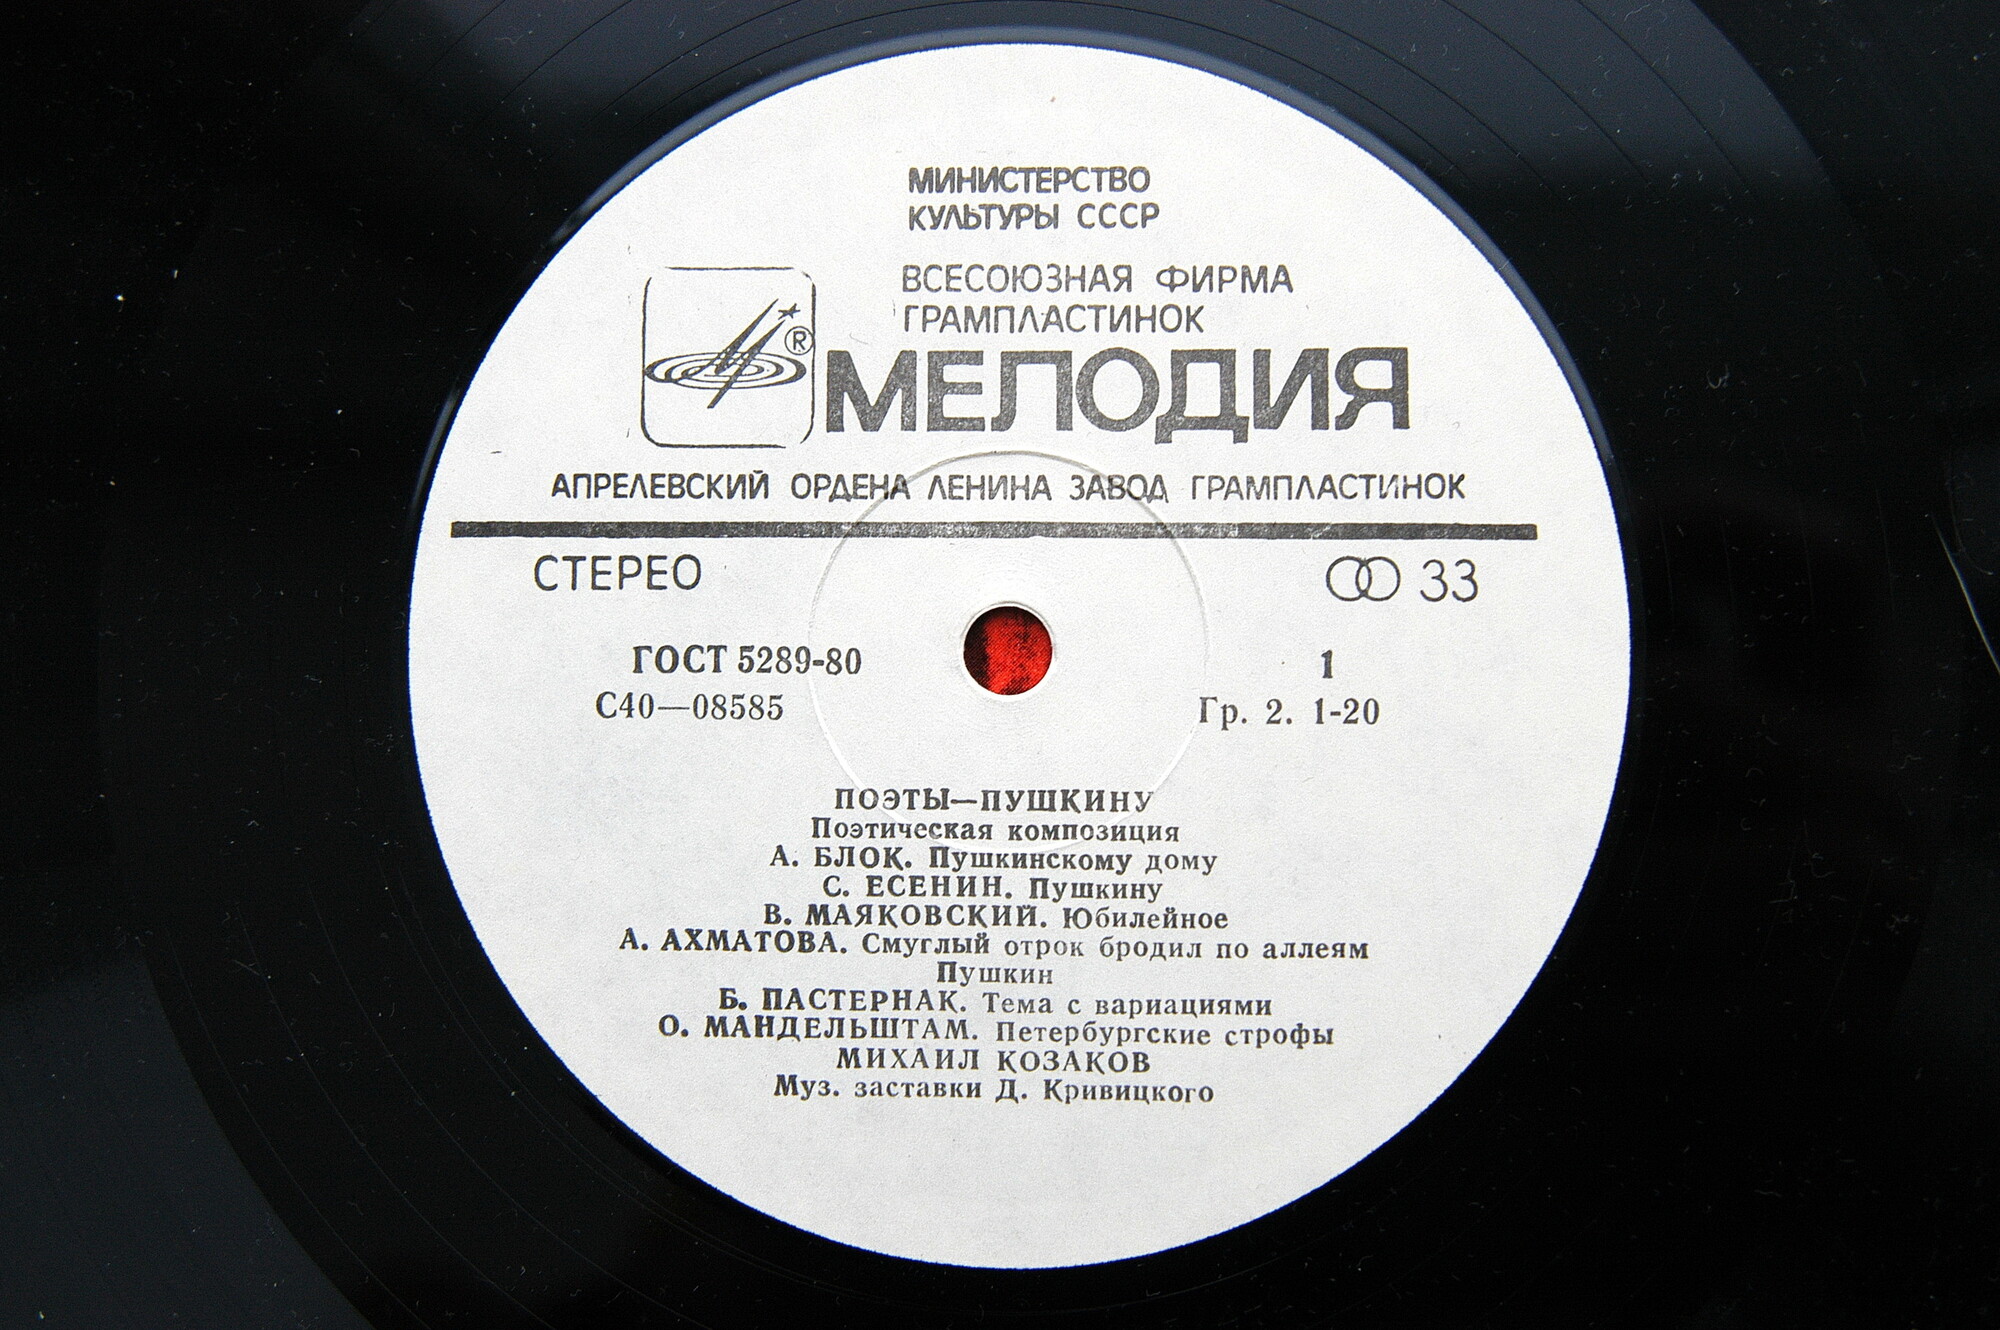 МИНИСТЕРСТВО
КУЛЬТУРЫ СССР
ВСЕСОЮЗНАЯ ФИРМА
ГРАМПЛАСТИНОК
®
МЕЛОДИЯ
АПРЕЛЕВСКИЙ ОРДЕНА ЛЕНИНА ЗАВОД ГРАМПЛАСТИНОК
СТЕРЕО
33
ГОСТ 5289-80
1
С40—08585
Гр. 2. 1-20
ПОЭТЫ—ПУШКИНУ
Поэтическая композиция
А. БЛОК. Пушкинскому дому
С. ЕСЕНИН. Пушкину
В. МАЯКОВСКИЙ. Юбилейное
А. АХМАТОВА. Смуглый отрок бродил по аллеям
Пушкин
Б. ПАСТЕРНАК. Тема с вариациями
О. МАНДЕЛЬШТАМ. Петербургские строфы
МИХАИЛ КОЗАКОВ
Муз. заставки Д. Кривицкого